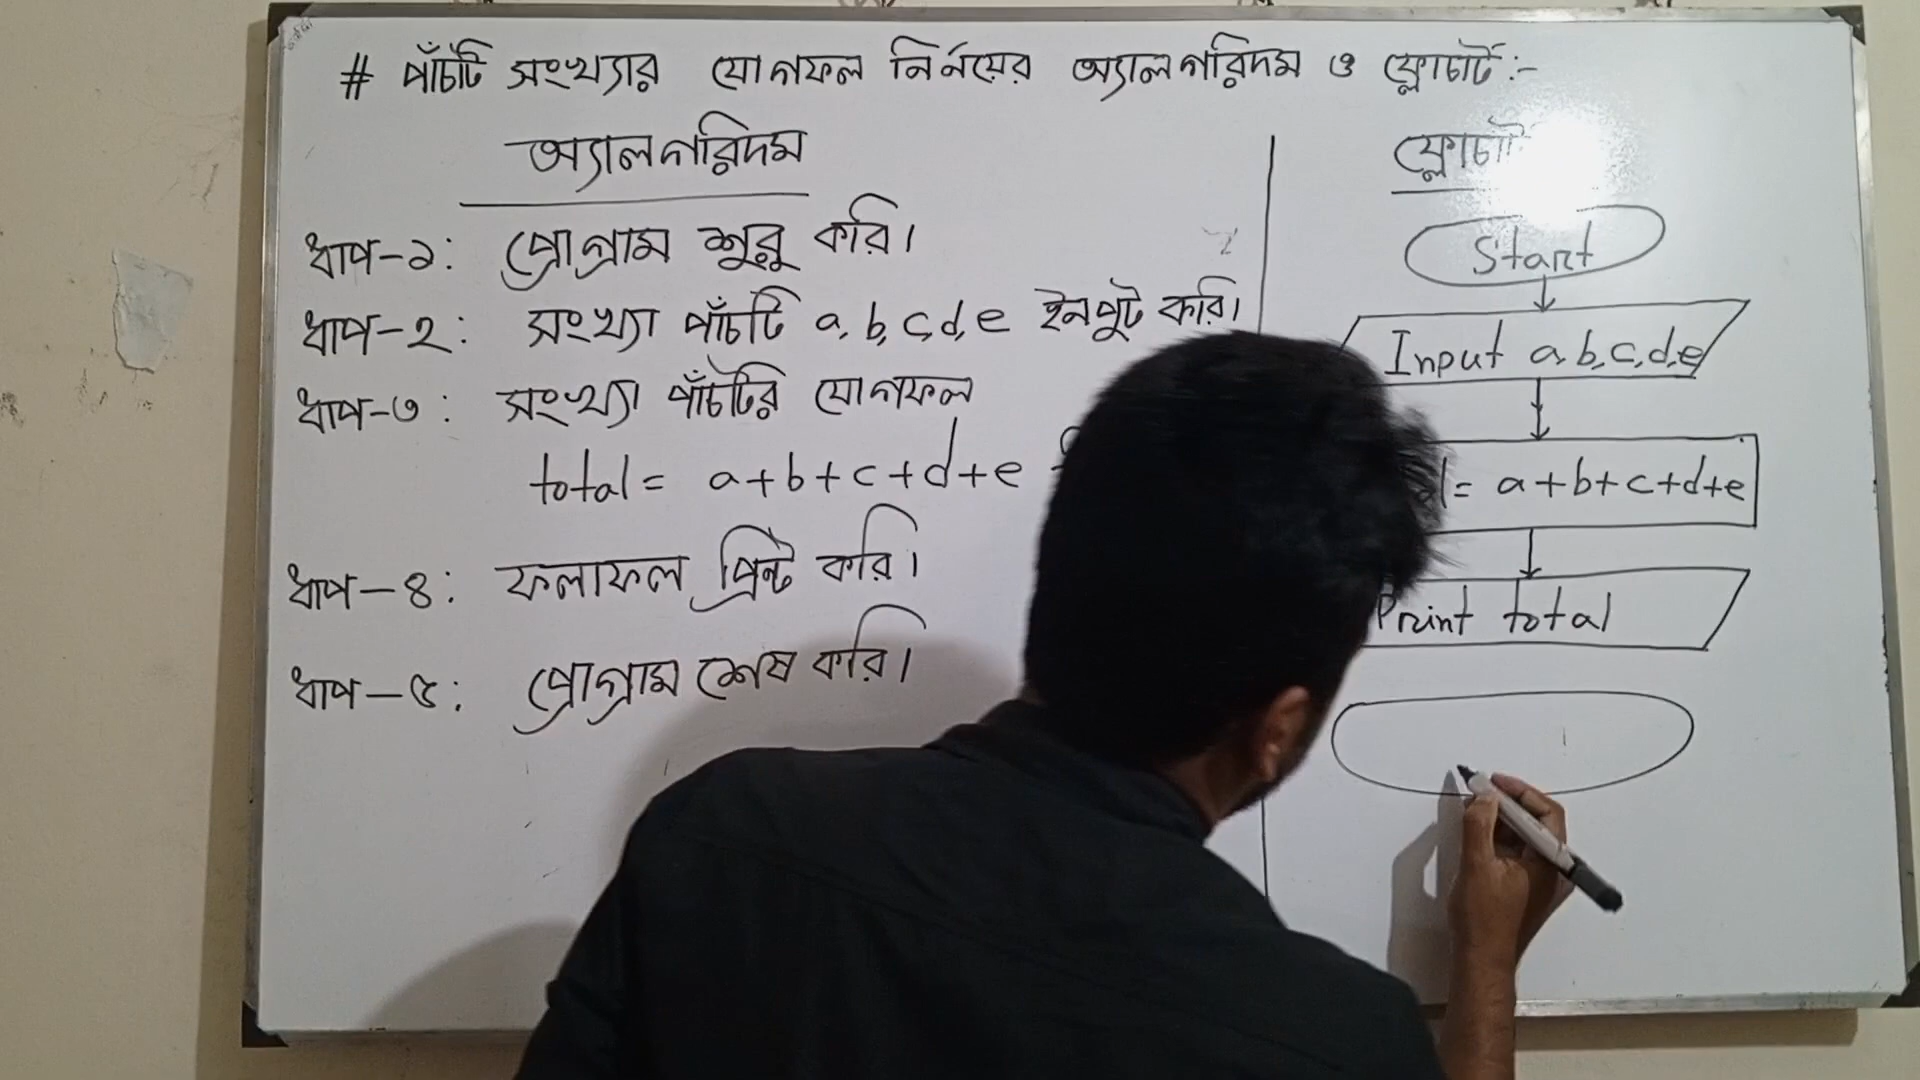 # পাঁচটি সংখ্যার যোগফল নির্নয়ের অ্যালগরিদম ও ফ্লোচার্ট:-
অ্যালগরিদম
ধাপ-১: প্রোগ্রাম শুরু করি।
ধাপ-২: সংখ্যা পাঁচটি a, b, c, d, e ইনপুট করি।
ধাপ-৩: সংখ্যা পাঁচটির যোগফল
total = a+b+c+d+e
ধাপ-৪: ফলাফল প্রিন্ট করি।
ধাপ-৫: প্রোগ্রাম শেষ করি।
Start
Input a, b, c, d, e
= a+b+c+d+e
Print total